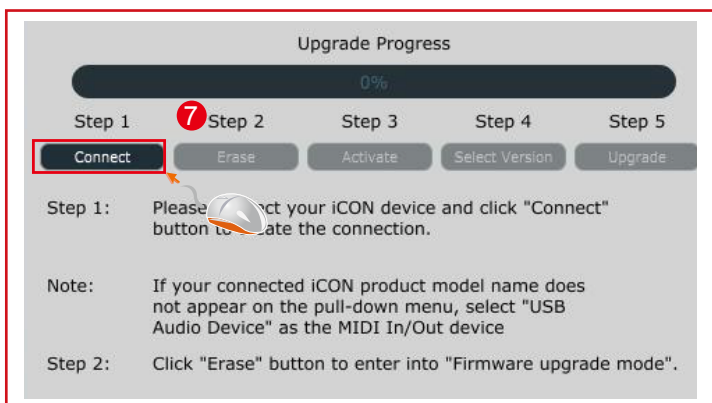 Upgrade Progress
0%
Step 1
7
Step 2
Step 3
Step 4
Step 5
Connect
Erase
Activate
Select Version
Upgrade
Step 1: Please ct your iCON device and click "Connect"
button to ate the connection.
Note: If your connected iCON product model name does
not appear on the pull-down menu, select "USB
Audio Device" as the MIDI In/Out device
Step 2: Click "Erase" button to enter into "Firmware upgrade mode".